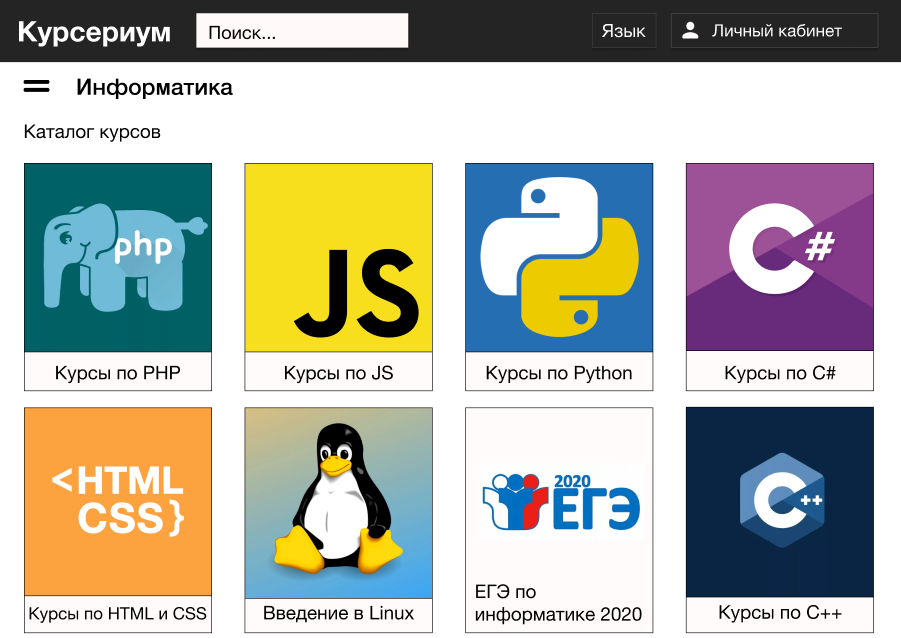 Курсериум
Поиск...
Язык
Личный кабинет
Информатика
Каталог курсов
php
JS
C#
Курсы по PHP
Курсы по JS
Курсы по Python
Курсы по C#
<HTML
CSS}
2020
ЕГЭ
C++
Курсы по HTML и CSS
Введение в Linux
ЕГЭ по
информатике 2020
Курсы по C++